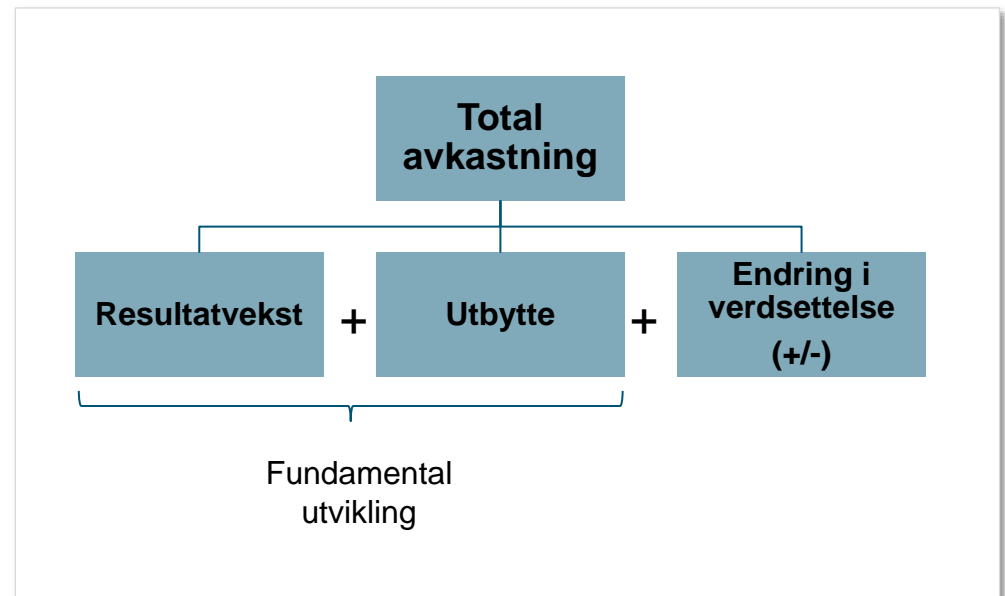 Total
avkastning
Resultatvekst + Utbytte + Endring i
verdsettelse
(+/-)
Fundamental
utvikling